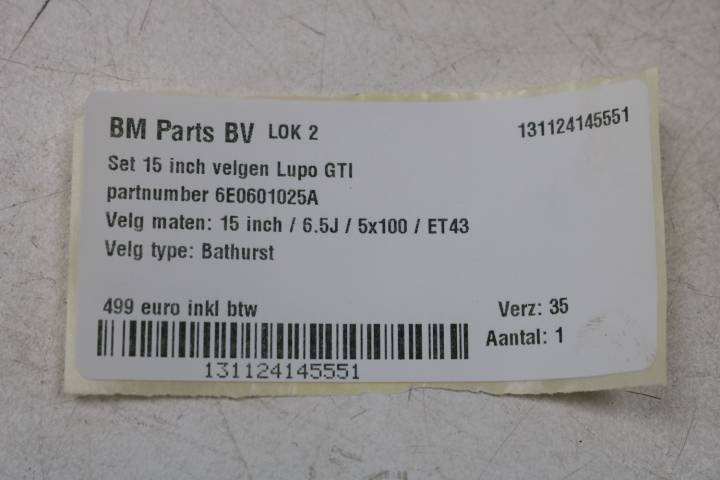 BM Parts BV LOK 2 131124145551
Set 15 inch velgen Lupo GTI
partnumber 6E0601025A
Velg maten: 15 inch / 6.5J / 5x100 / ET43
Velg type: Bathurst
499 euro inkl btw Verz: 35
Aantal: 1
131124145551